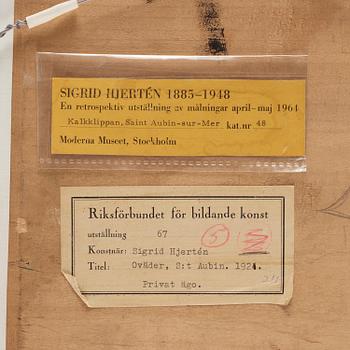 SIGRID HJERTÉN 1885-1948
En retrospektiv utställning av målningar april–maj 1964
Kalkklippan, Saint Aubin-sur-Mer kat.nr 48
Moderna Museet, Stockholm
Riksförbundet för bildande konst
utställning 67
Konstnär: Sigrid Hjertén
Titel: Oväder, S:t Aubin. 1921.
Privat ägo.